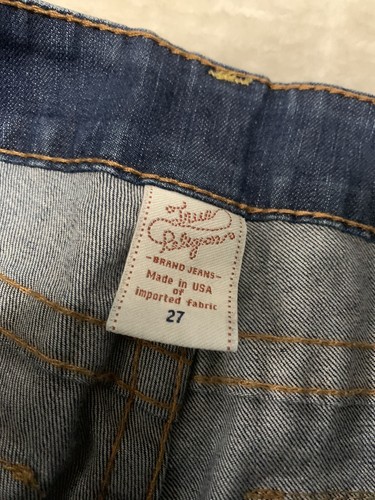 True
Religion
-BRAND JEANS-
Made in USA
of
imported fabric
27